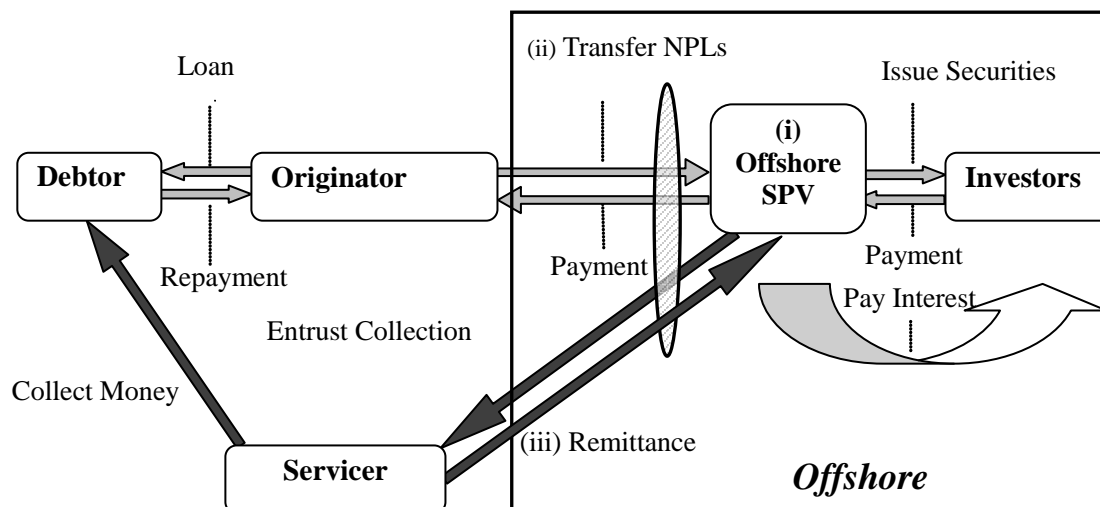 (ii) Transfer NPLs
Loan
Issue Securities
(i)
Offshore
SPV
Debtor
Originator
Investors
Repayment
Payment
Payment
Pay Interest
Entrust Collection
Collect Money
(iii) Remittance
Servicer
Offshore